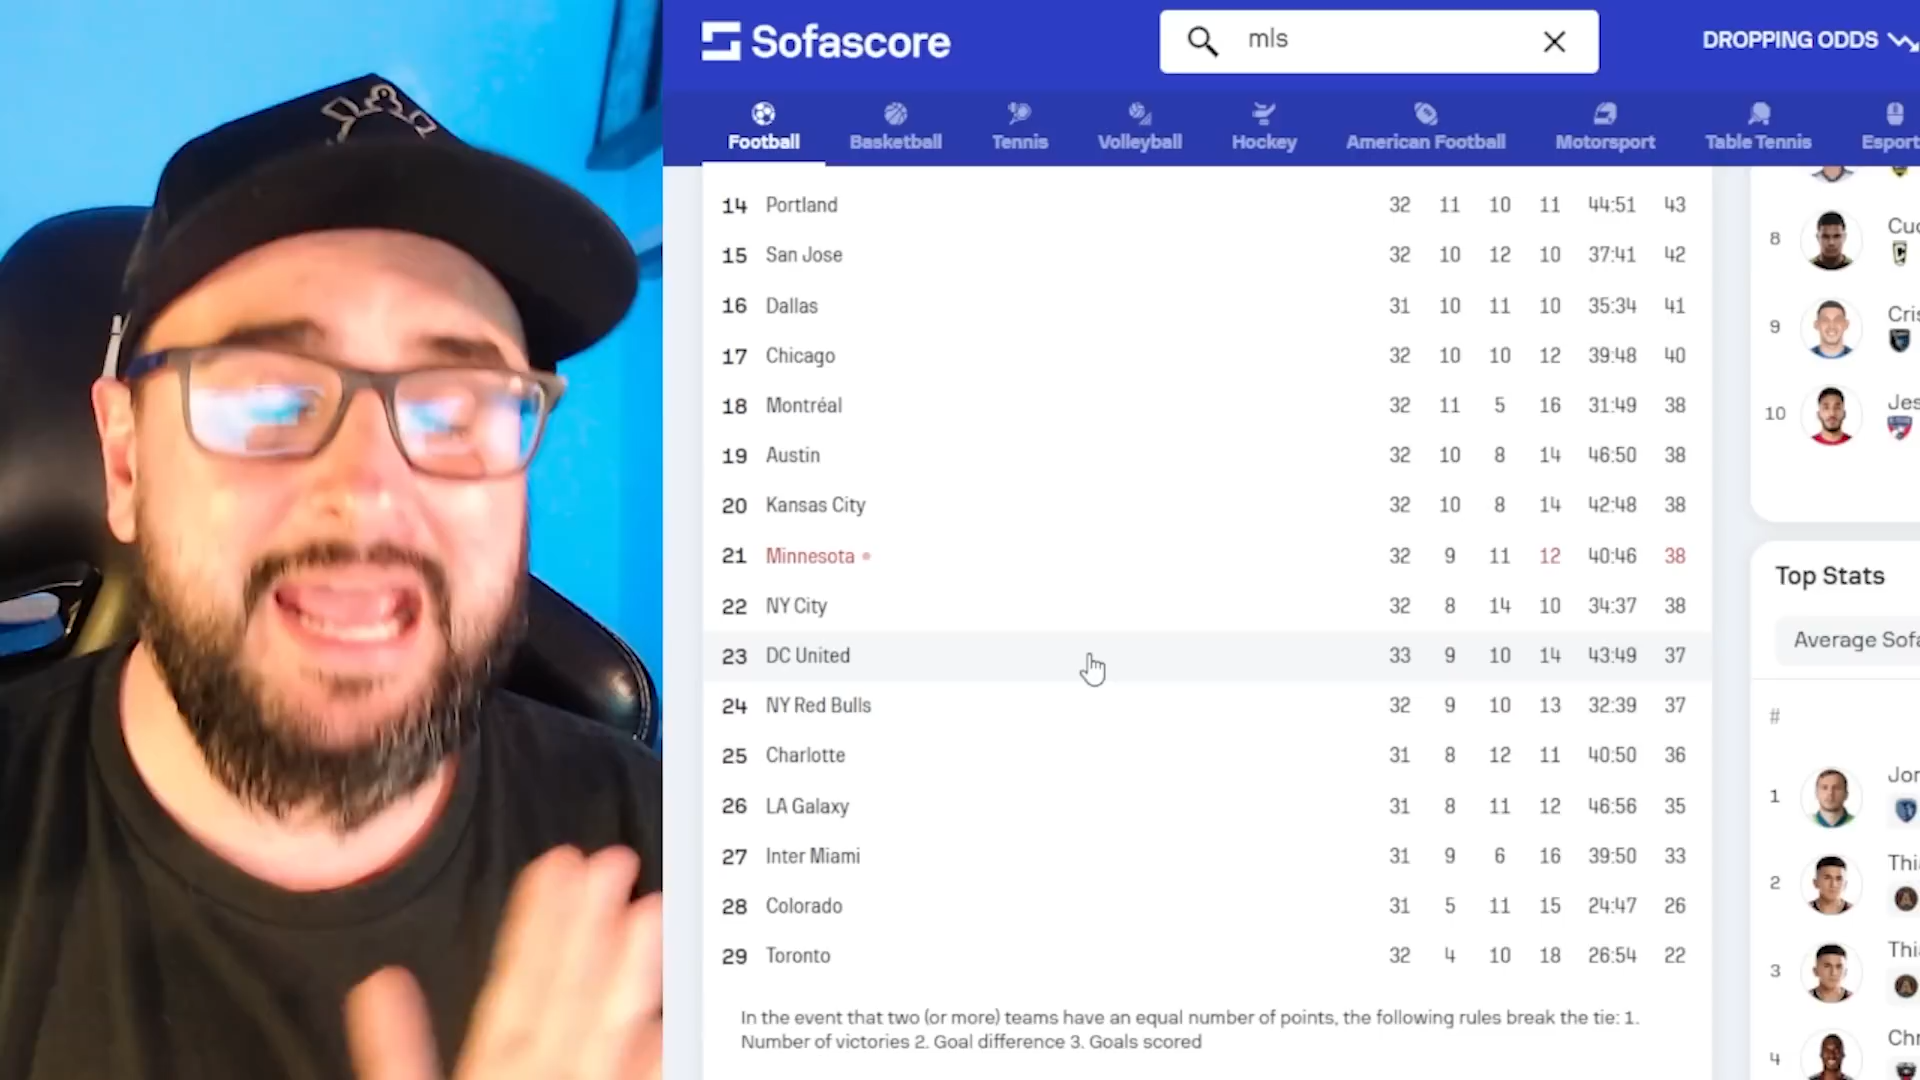 Sofascore
mls
DROPPING ODDS
Football Basketball Tennis Volleyball Hockey American Football Motorsport Table Tennis Esport
14 Portland 32 11 10 11 44:51 43
15 San Jose 32 10 12 10 37:41 42
16 Dallas 31 10 11 10 35:34 41
17 Chicago 32 10 10 12 39:48 40
18 Montréal 32 11 5 16 31:49 38
19 Austin 32 10 8 14 46:50 38
20 Kansas City 32 10 8 14 42:48 38
21 Minnesota 32 9 11 12 40:46 38
22 NY City 32 8 14 10 34:37 38
23 DC United 33 9 10 14 43:49 37
24 NY Red Bulls 32 9 10 13 32:39 37
25 Charlotte 31 8 12 11 40:50 36
26 LA Galaxy 31 8 11 12 46:56 35
27 Inter Miami 31 9 6 16 39:50 33
28 Colorado 31 5 11 15 24:47 26
29 Toronto 32 4 10 18 26:54 22
In the event that two (or more) teams have an equal number of points, the following rules break the tie: 1.
Number of victories 2. Goal difference 3. Goals scored
8 Cuc
9 Cris
10 Jes
Top Stats
Average Sofa
#
1 Jor
2 Thi
3 Thi
4 Chr